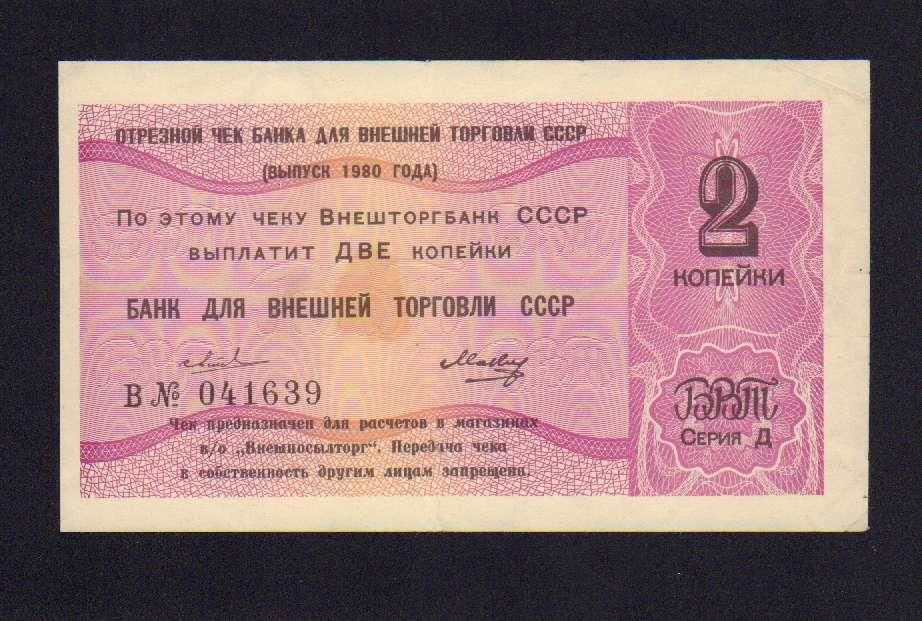 ОТРЕЗНОЙ ЧЕК БАНКА ДЛЯ ВНЕШНЕЙ ТОРГОВЛИ СССР
(ВЫПУСК 1980 ГОДА)
По этому чеку Внешторгбанк СССР
выплатит ДВЕ копейки
БАНК ДЛЯ ВНЕШНЕЙ ТОРГОВЛИ СССР
В № 041639
Чек предназначен для расчетов в магазинах
в/о „Внешпосылторг“. Передача чека
в собственность другим лицам запрещена.
2
КОПЕЙКИ
БВТ
Серия Д